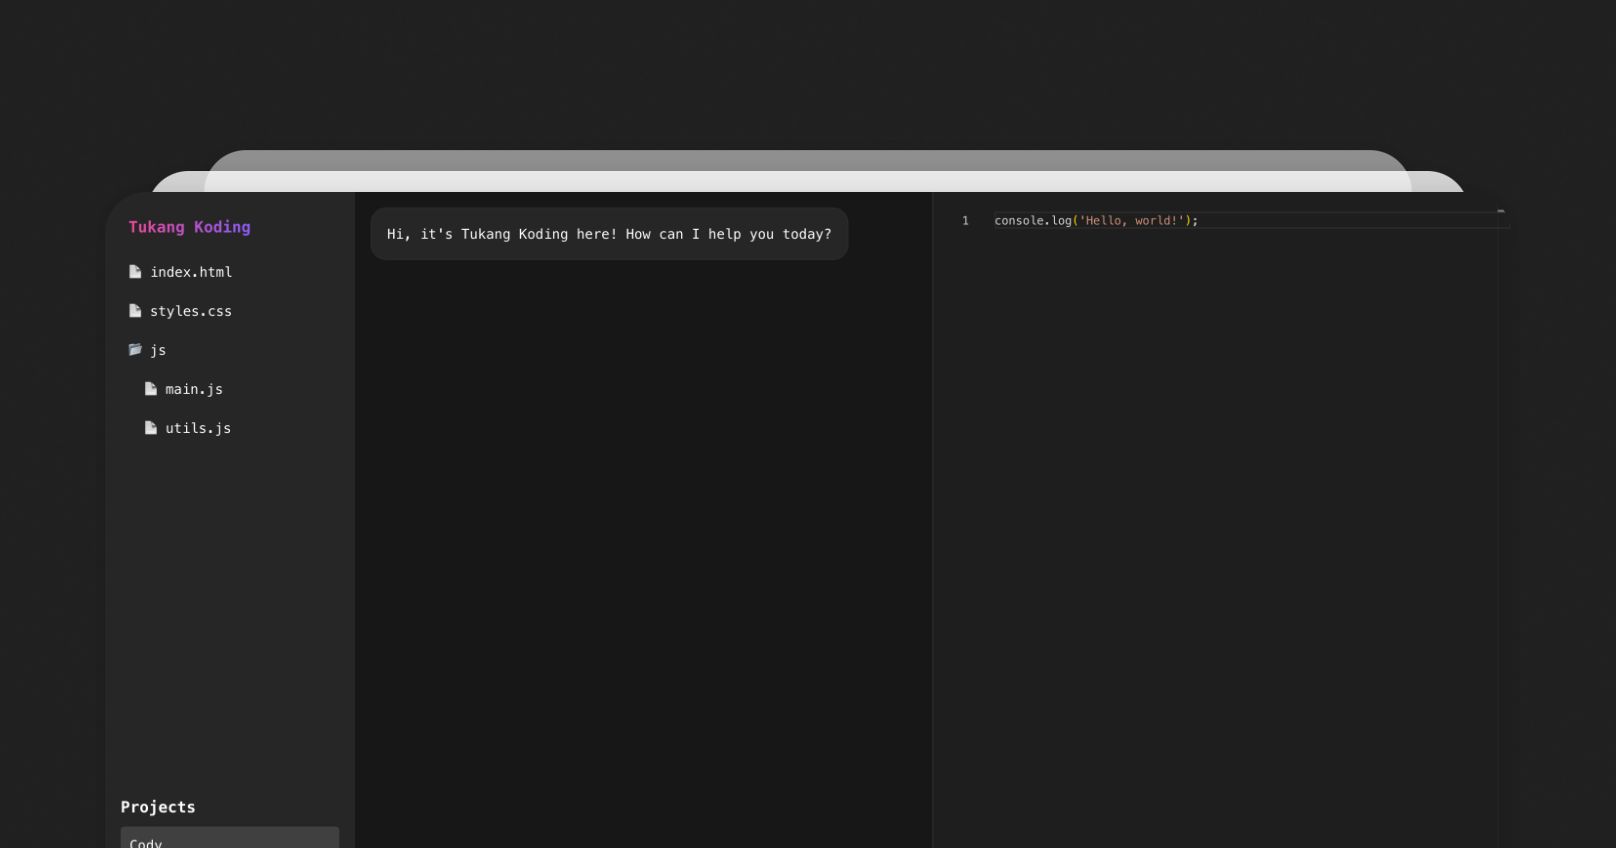 Tukang Koding
index.html
styles.css
js
main.js
utils.js
Projects
Cody
Hi, it's Tukang Koding here! How can I help you today?
1 console.log('Hello, world!');